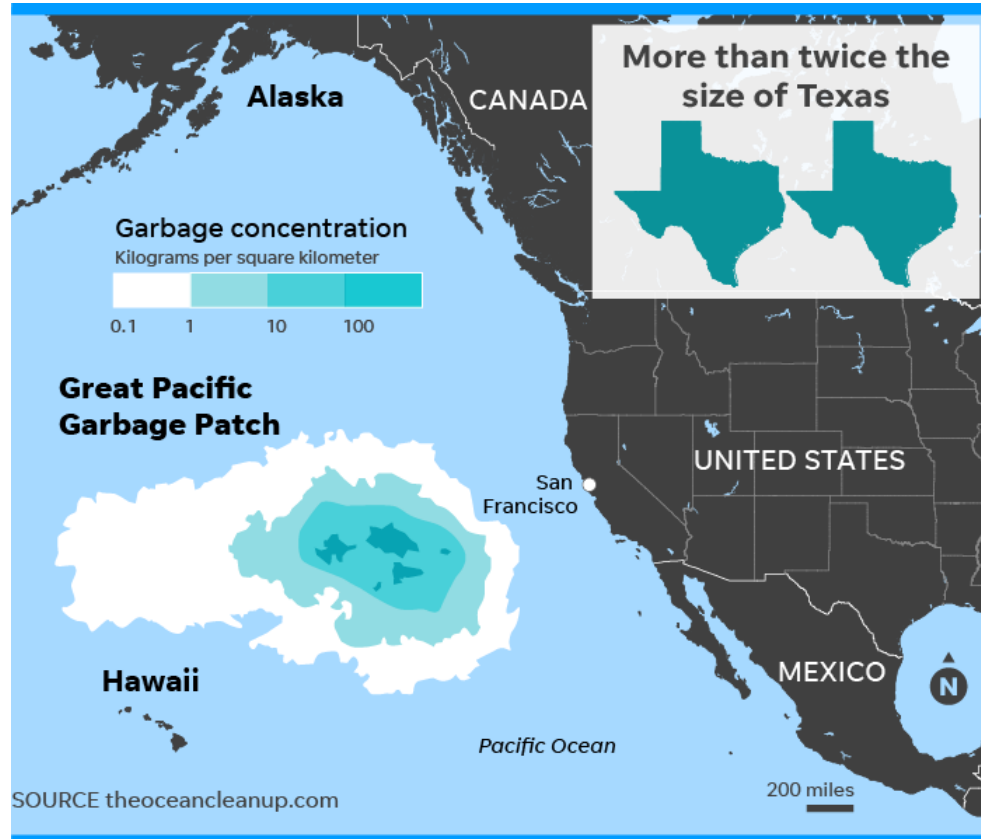 More than twice the
size of Texas
Alaska
CANADA
Garbage concentration
Kilograms per square kilometer
0.1 1 10 100
Great Pacific
Garbage Patch
San
Francisco
UNITED STATES
Hawaii
MEXICO
N
Pacific Ocean
200 miles
SOURCE theoceancleanup.com